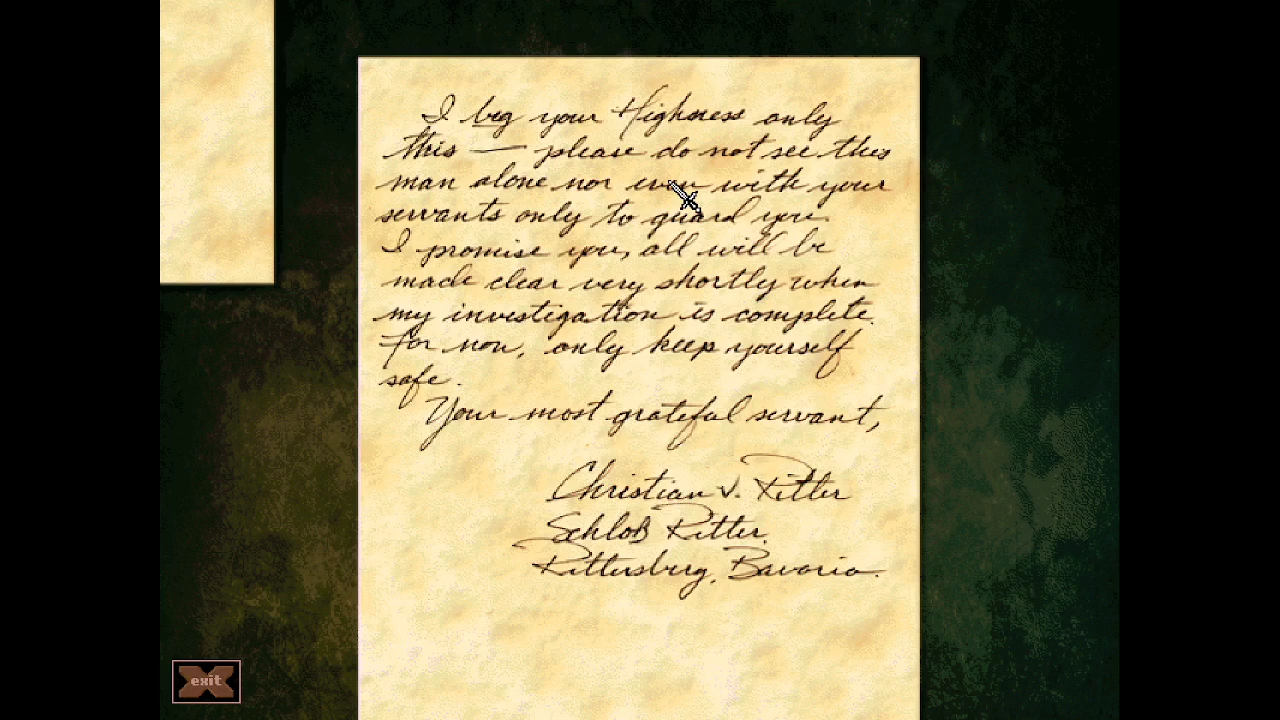 I beg your Highness only
this — please do not see this
man alone nor even with your
servants only to guard you.
I promise you, all will be
made clear very shortly when
my investigation is complete.
For now, only keep yourself
safe.
Your most grateful servant,
Christian v. Ritter
Schloß Ritter.
Rittersburg, Bavaria.
exit